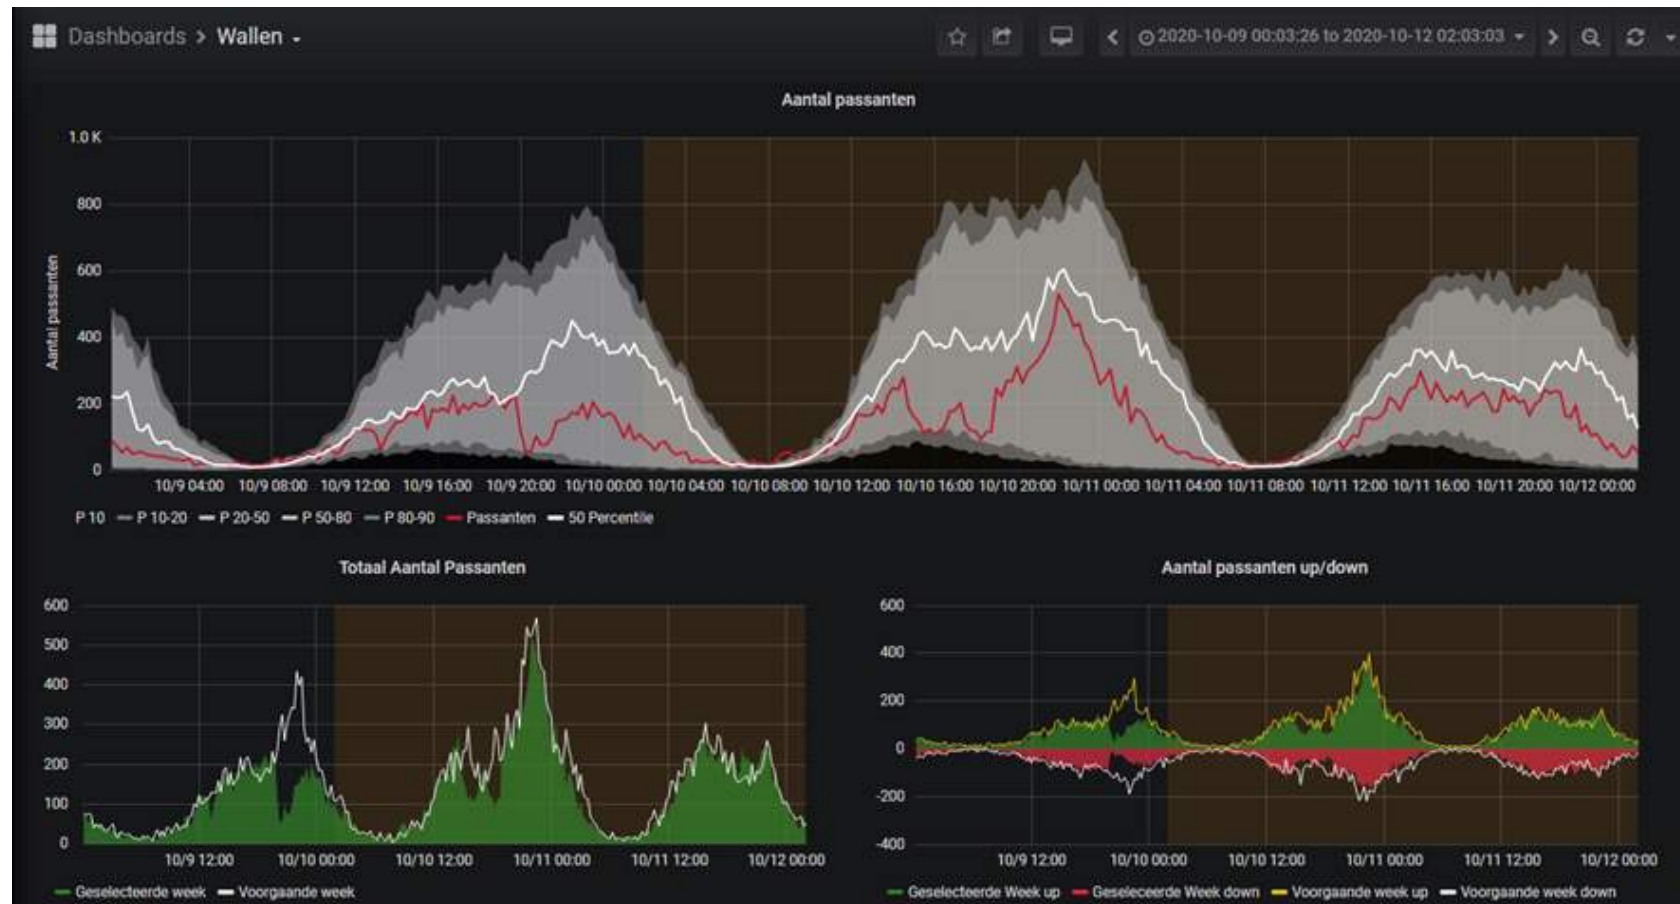 Dashboards > Wallen
2020-10-09 00:03:26 to 2020-10-12 02:03:03
Aantal passanten
Aantal passanten
1.0 K
800
600
400
200
0
10/9 04:00 10/9 08:00 10/9 12:00 10/9 16:00 10/9 20:00 10/10 00:00 10/10 04:00 10/10 08:00 10/10 12:00 10/10 16:00 10/10 20:00 10/11 00:00 10/11 04:00 10/11 08:00 10/11 12:00 10/11 16:00 10/11 20:00 10/12 00:00
P 10 P 10-20 P 20-50 P 50-80 P 80-90 Passanten 50 Percentile
Totaal Aantal Passanten
600
500
400
300
200
100
0
10/9 12:00 10/10 00:00 10/10 12:00 10/11 00:00 10/11 12:00 10/12 00:00
Geselecteerde week Voorgaande week
Aantal passanten up/down
600
400
200
0
-200
-400
10/9 12:00 10/10 00:00 10/10 12:00 10/11 00:00 10/11 12:00 10/12 00:00
Geselecteerde Week up Geseleceerde Week down Voorgaande week up Voorgaande week down